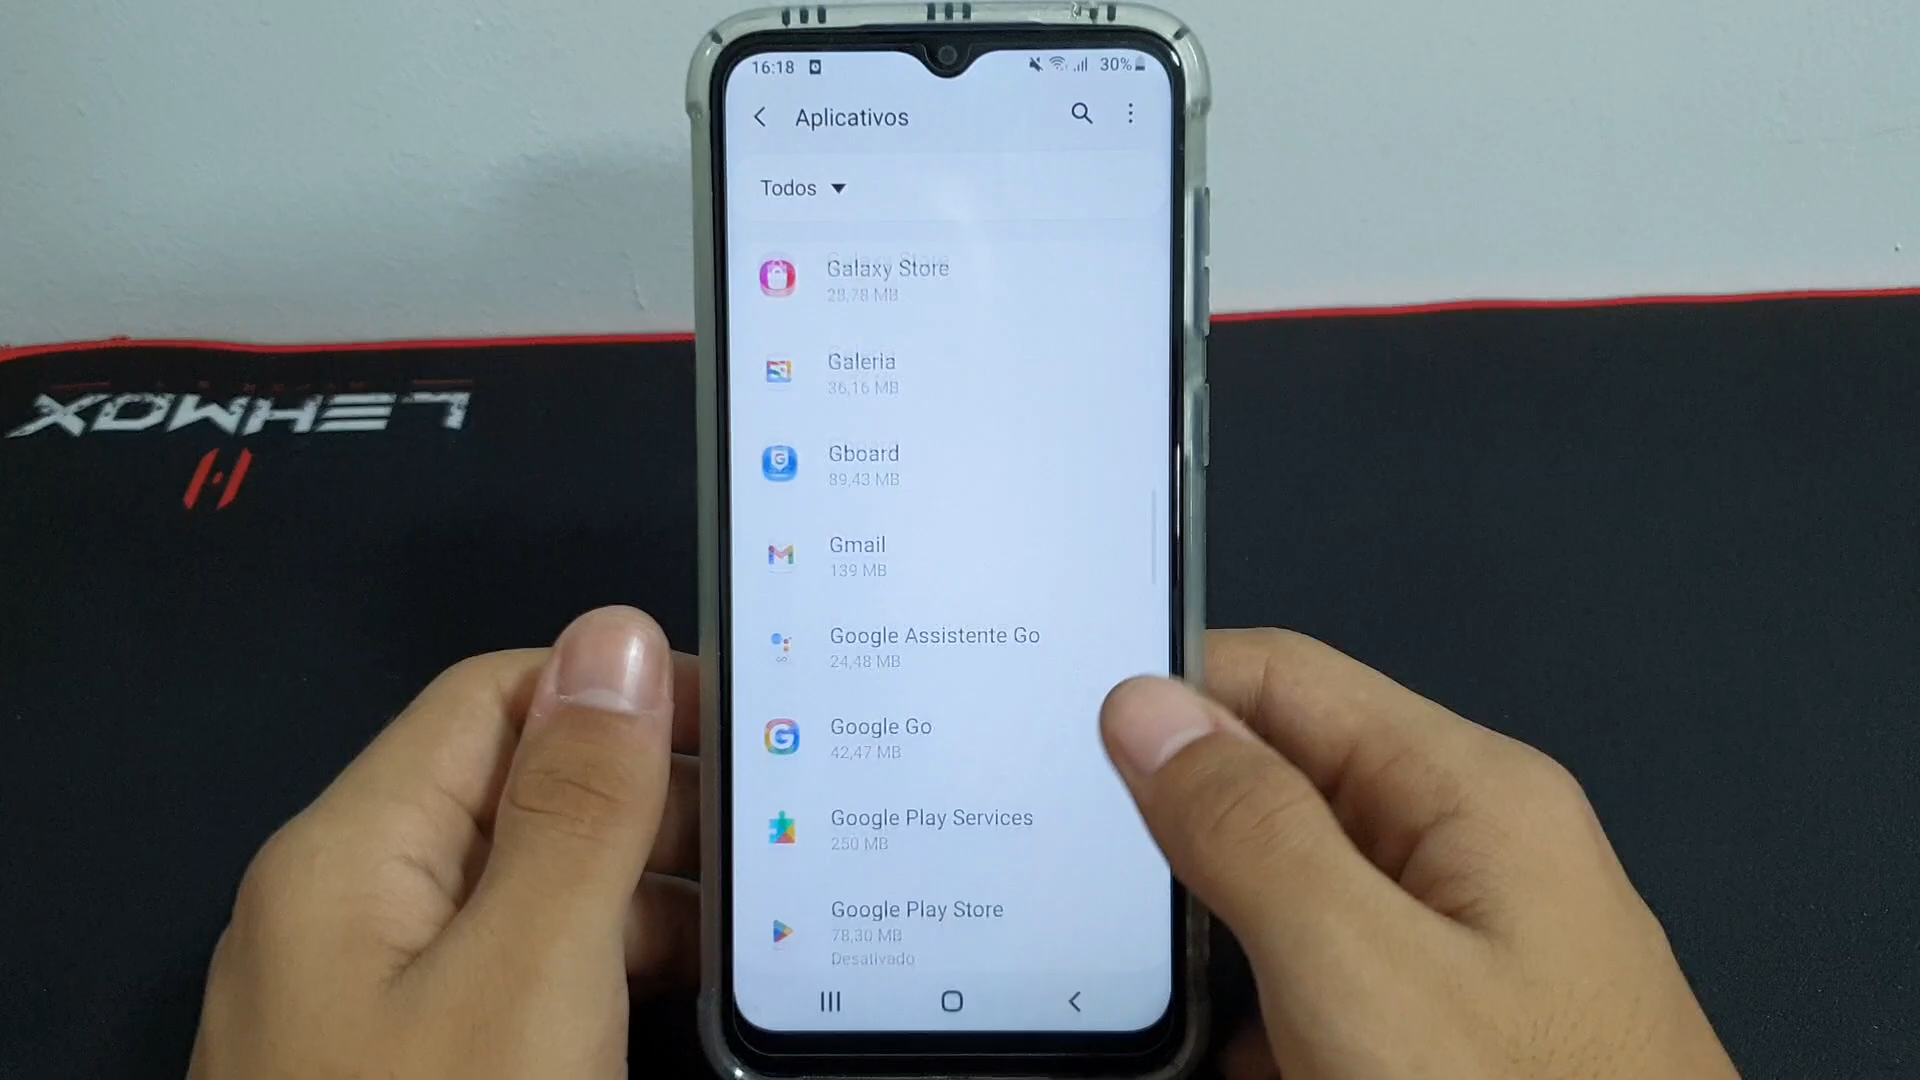 16:18
30%
Aplicativos
Todos
Galaxy Store
28,78 MB
Galeria
36,16 MB
Gboard
89,43 MB
Gmail
139 MB
Google Assistente Go
24,48 MB
Google Go
42,47 MB
Google Play Services
250 MB
Google Play Store
78,30 MB
Desativado
LEHMOX